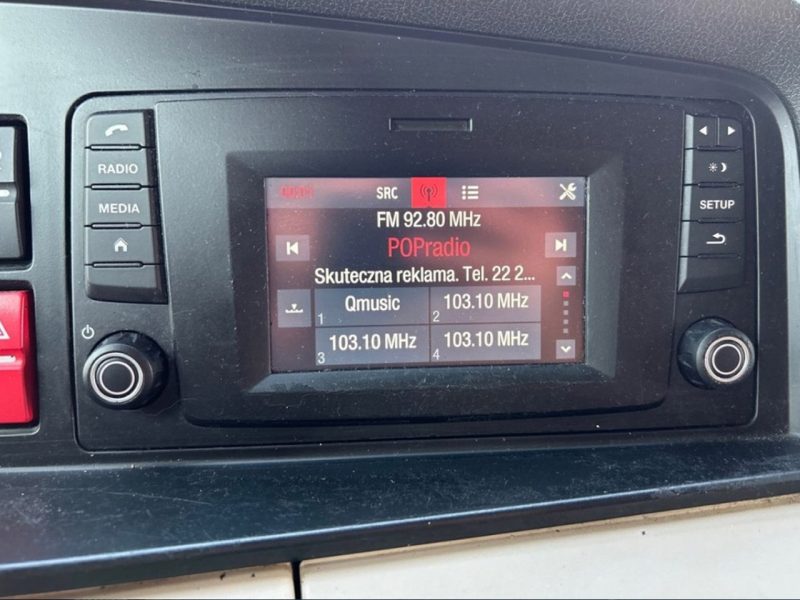 RADIO
MEDIA
SETUP
SRC
FM 92.80 MHz
POPradio
Skuteczna reklama. Tel. 22 2...
Qmusic
1
103.10 MHz
2
103.10 MHz
3
103.10 MHz
4